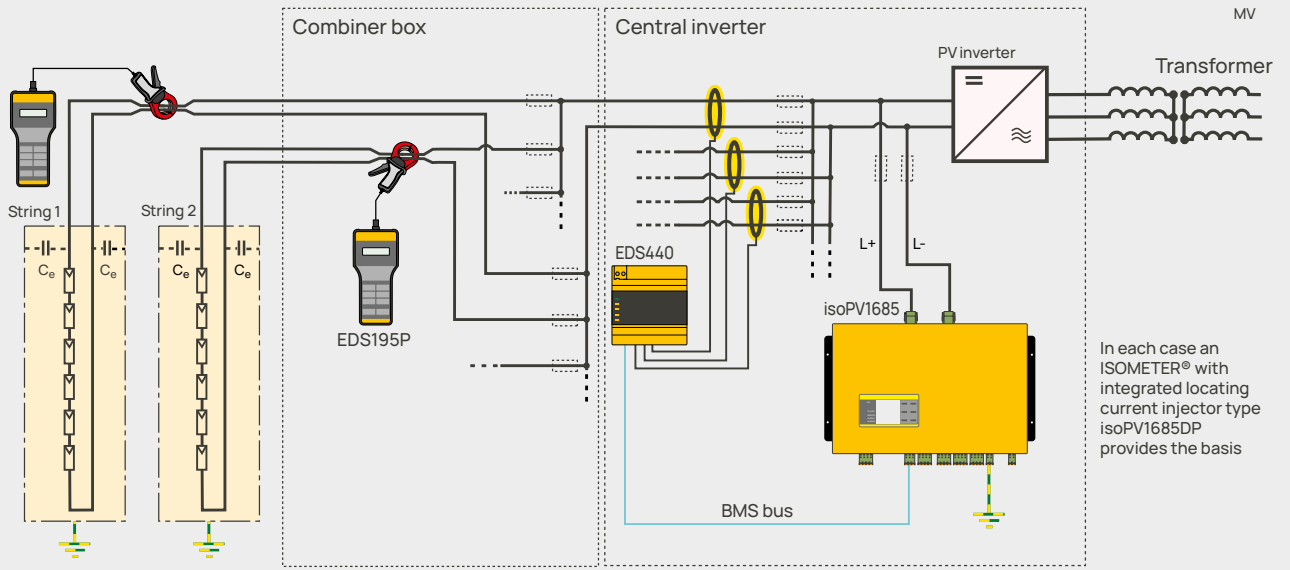 MV
Combiner box
Central inverter
PV inverter
Transformer
String 1
String 2
Ce
Ce
Ce
Ce
EDS195P
EDS440
L+
L-
isoPV1685
BMS bus
In each case an
ISOMETER® with
integrated locating
current injector type
isoPV1685DP
provides the basis